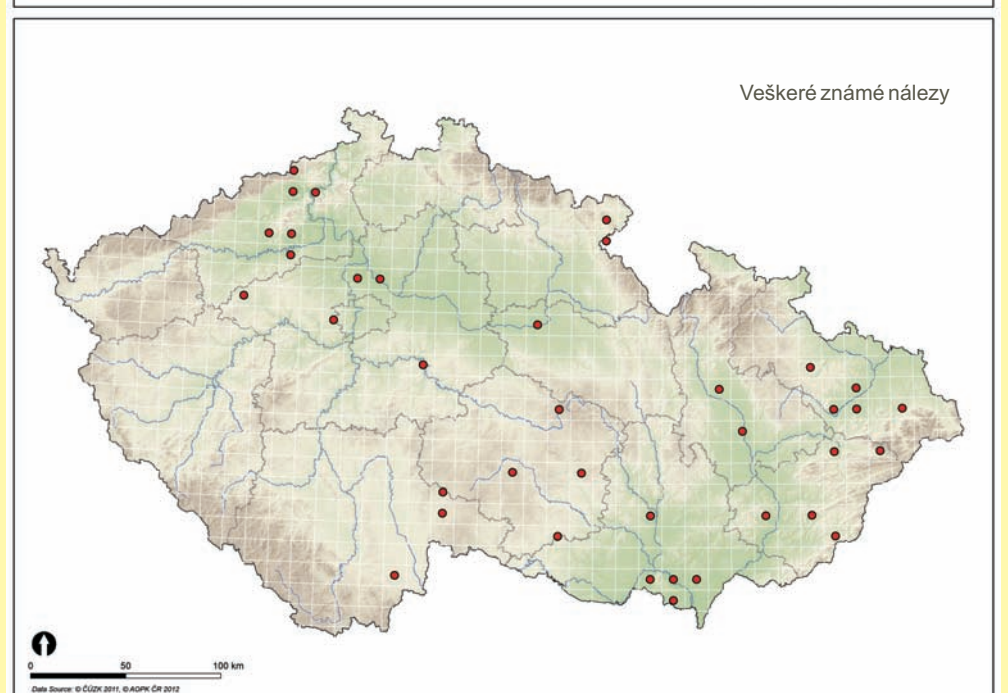 Veškeré známé nálezy
0 50 100 km
Data Source: © ČÚZK 2011, © AOPK ČR 2012